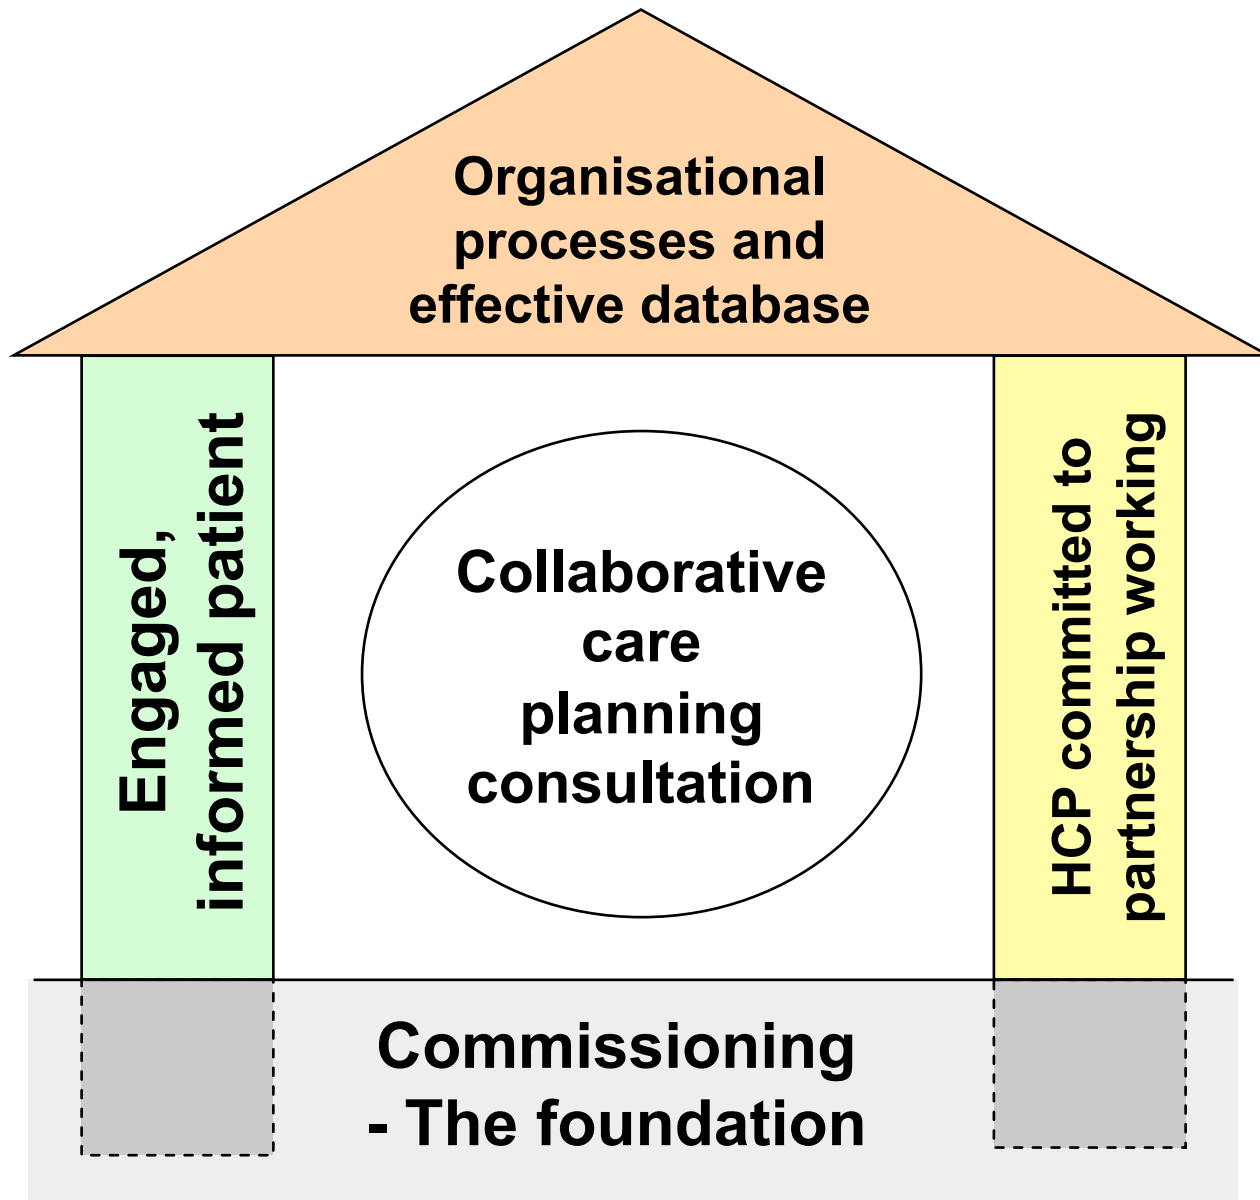 Organisational
processes and
effective database
Engaged,
informed patient
Collaborative
care
planning
consultation
HCP committed to
partnership working
Commissioning
- The foundation